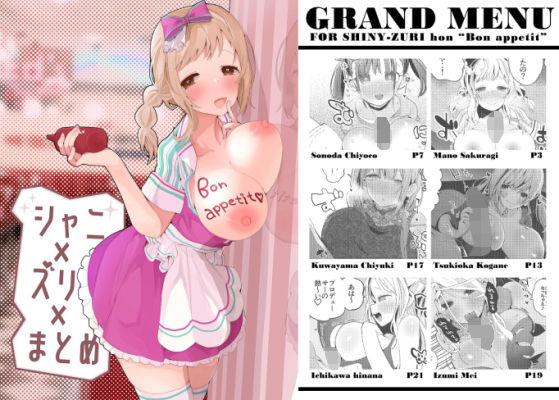 Bon
appetit♡
シャニ
×
ズリ
×
まとめ
GRAND MENU
FOR SHINY-ZURI hon "Bon appetit"
Sonoda Chiyoco P7
Mano Sakuragi P3
Kuwayama Chiyuki P17
Tsukioka Kogane P13
Ichikawa hinana P21
Izumi Mei P19